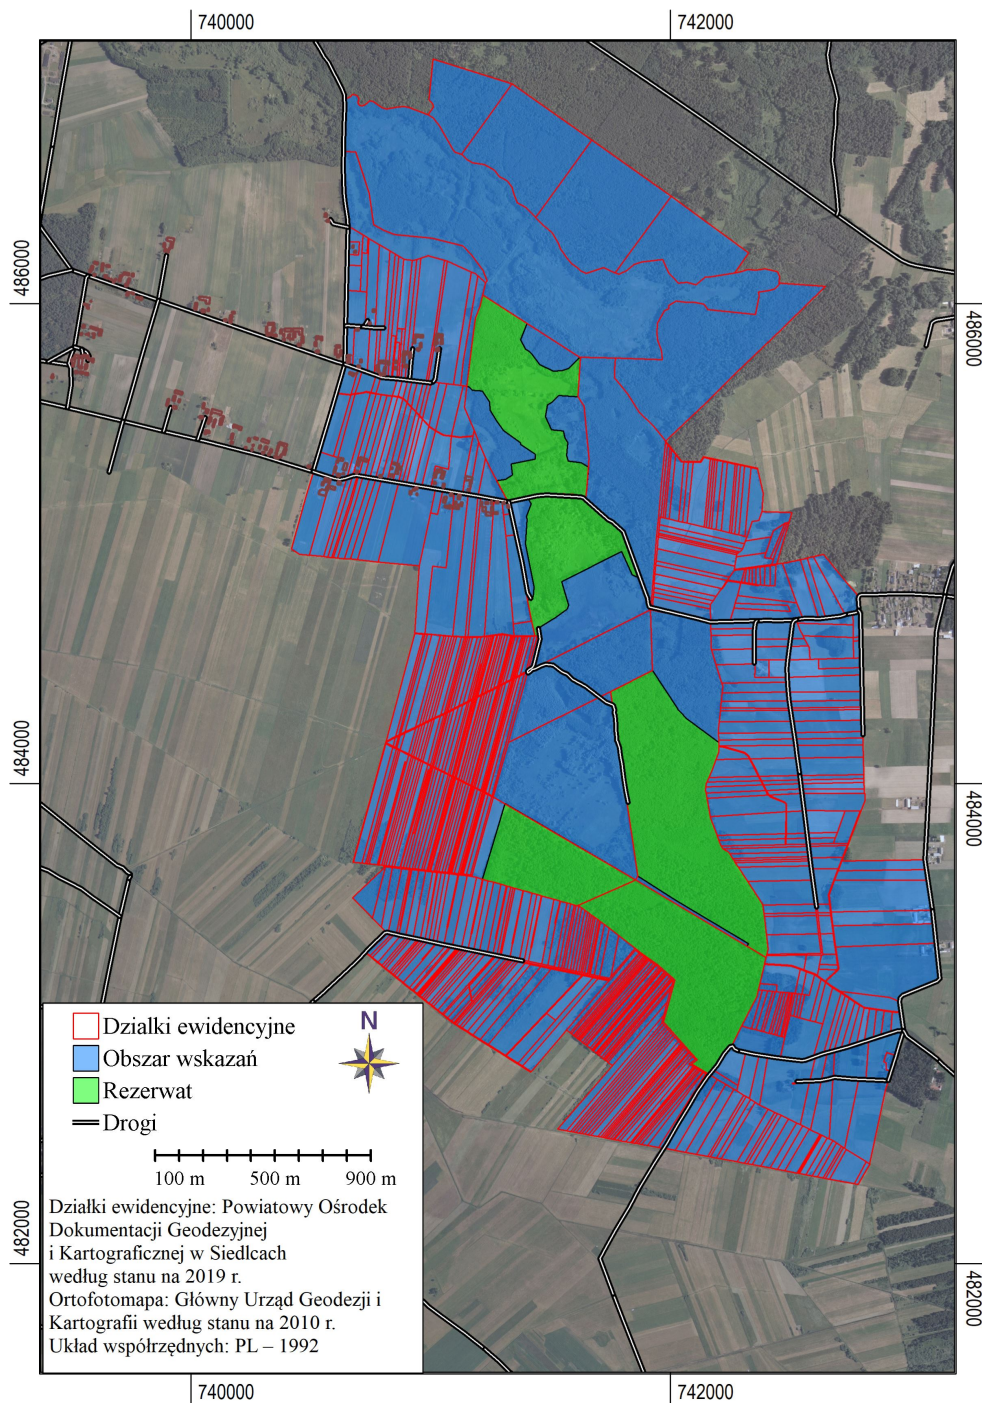 740000
742000
486000
486000
484000
484000
482000
482000
N
Działki ewidencyjne
Obszar wskazań
Rezerwat
Drogi
100 m 500 m 900 m
Działki ewidencyjne: Powiatowy Ośrodek
Dokumentacji Geodezyjnej
i Kartograficznej w Siedlcach
według stanu na 2019 r.
Ortofotomapa: Główny Urząd Geodezji i
Kartografii według stanu na 2010 r.
Układ współrzędnych: PL – 1992
740000
742000